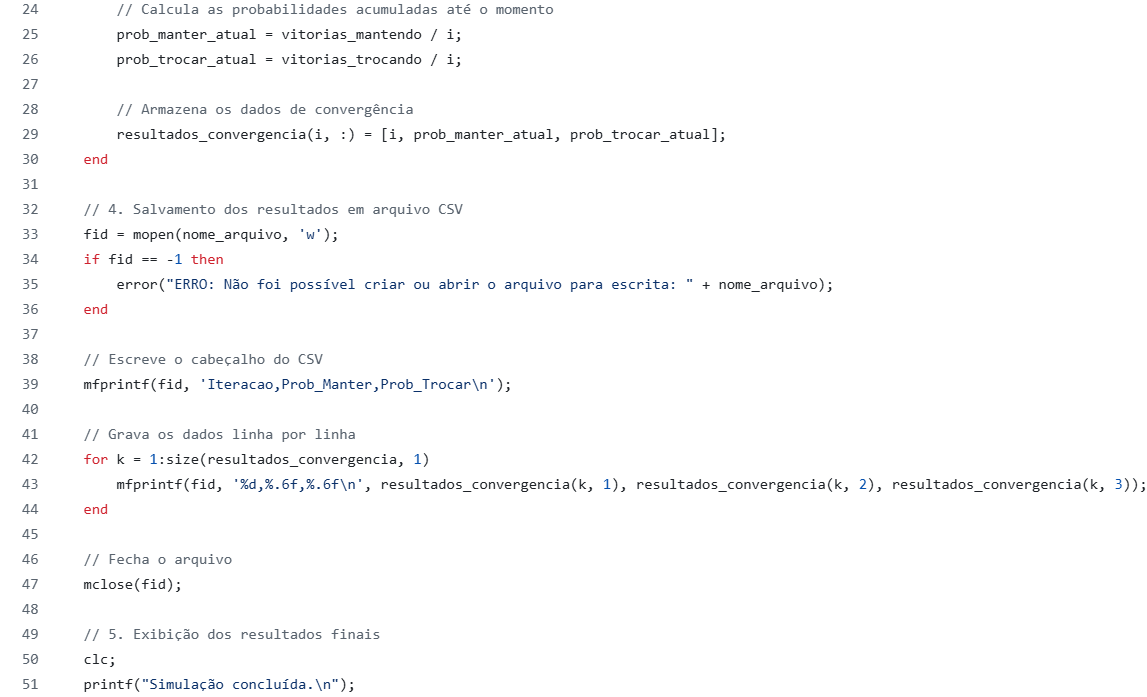 24 // Calcula as probabilidades acumuladas até o momento
25 prob_manter_atual = vitorias_mantendo / i;
26 prob_trocar_atual = vitorias_trocando / i;
27
28 // Armazena os dados de convergência
29 resultados_convergencia(i, :) = [i, prob_manter_atual, prob_trocar_atual];
30 end
31
32 // 4. Salvamento dos resultados em arquivo CSV
33 fid = mopen(nome_arquivo, 'w');
34 if fid == -1 then
35 error("ERRO: Não foi possível criar ou abrir o arquivo para escrita: " + nome_arquivo);
36 end
37
38 // Escreve o cabeçalho do CSV
39 mfprintf(fid, 'Iteracao,Prob_Manter,Prob_Trocar\n');
40
41 // Grava os dados linha por linha
42 for k = 1:size(resultados_convergencia, 1)
43 mfprintf(fid, '%d,%.6f,%.6f\n', resultados_convergencia(k, 1), resultados_convergencia(k, 2), resultados_convergencia(k, 3));
44 end
45
46 // Fecha o arquivo
47 mclose(fid);
48
49 // 5. Exibição dos resultados finais
50 clc;
51 printf("Simulação concluída.\n");